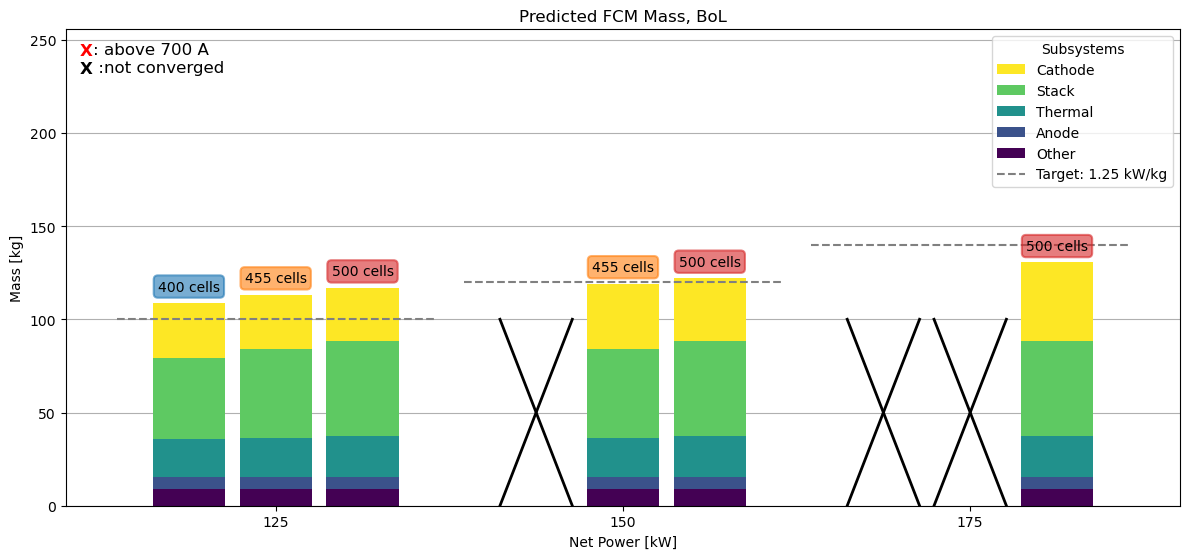 Predicted FCM Mass, BoL
X: above 700 A
X :not converged
Subsystems
Cathode
Stack
Thermal
Anode
Other
Target: 1.25 kW/kg
Mass [kg]
250
200
150
100
50
0
400 cells
455 cells
500 cells
455 cells
500 cells
500 cells
125
150
175
Net Power [kW]